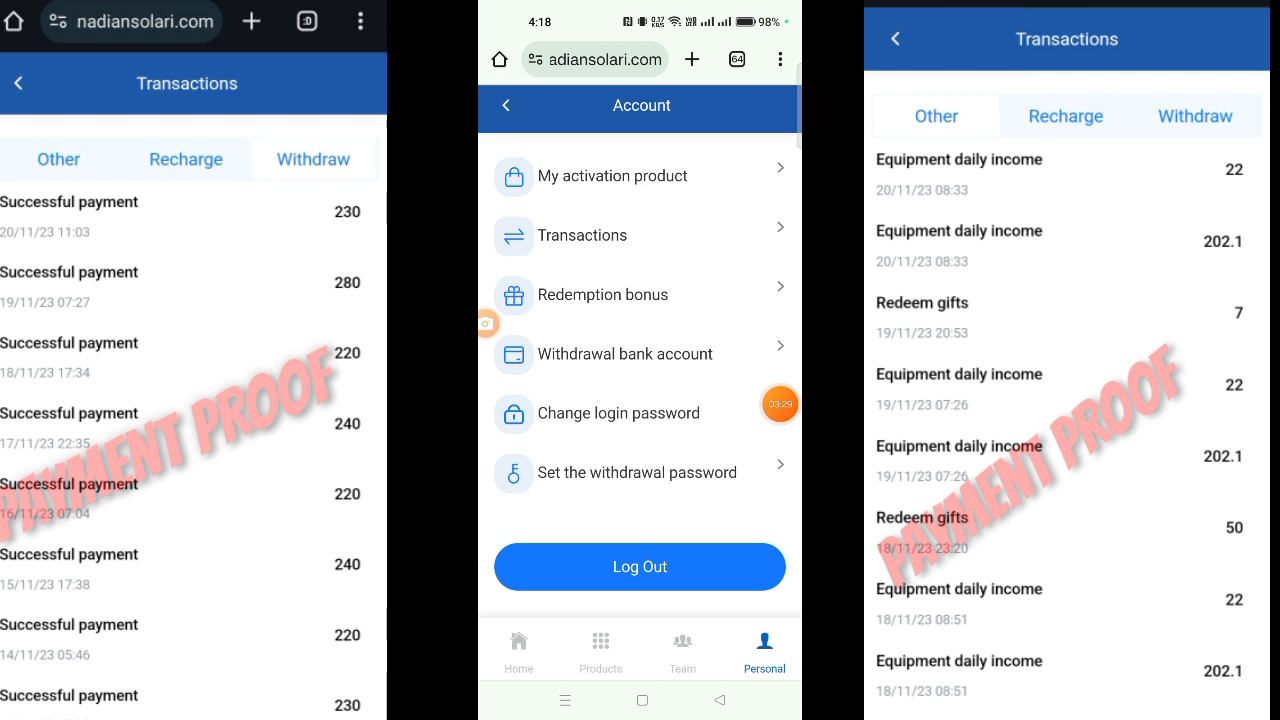 nadiansolari.com
:D
Transactions
Other Recharge Withdraw
Successful payment
230
20/11/23 11:03
Successful payment
280
19/11/23 07:27
Successful payment
220
18/11/23 17:34
Successful payment
240
17/11/23 22:35
Successful payment
220
16/11/23 07:04
Successful payment
240
15/11/23 17:38
Successful payment
220
14/11/23 05:46
Successful payment
230
PAYMENT PROOF
4:18
0.17 KB/S
98%
adiansolari.com
64
Account
My activation product
Transactions
Redemption bonus
Withdrawal bank account
03:29
Change login password
Set the withdrawal password
Log Out
Home Products Team Personal
Transactions
Other Recharge Withdraw
Equipment daily income
22
20/11/23 08:33
Equipment daily income
202.1
20/11/23 08:33
Redeem gifts
7
19/11/23 20:53
Equipment daily income
22
19/11/23 07:26
Equipment daily income
202.1
19/11/23 07:26
Redeem gifts
50
18/11/23 23:20
Equipment daily income
22
18/11/23 08:51
Equipment daily income
202.1
18/11/23 08:51
PAYMENT PROOF